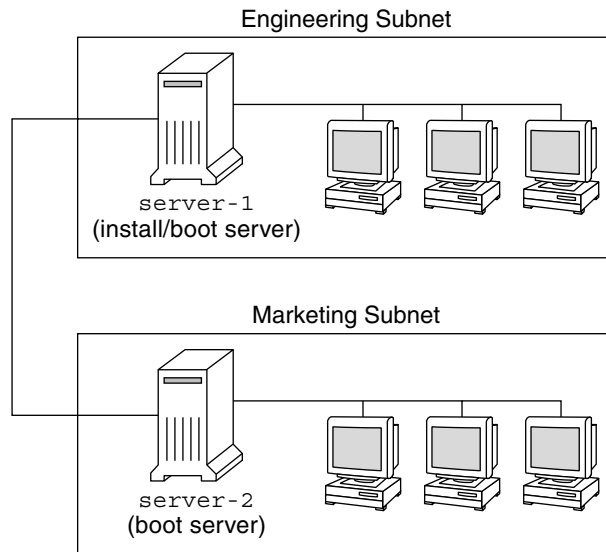 Engineering Subnet
server-1
(install/boot server)
Marketing Subnet
server-2
(boot server)